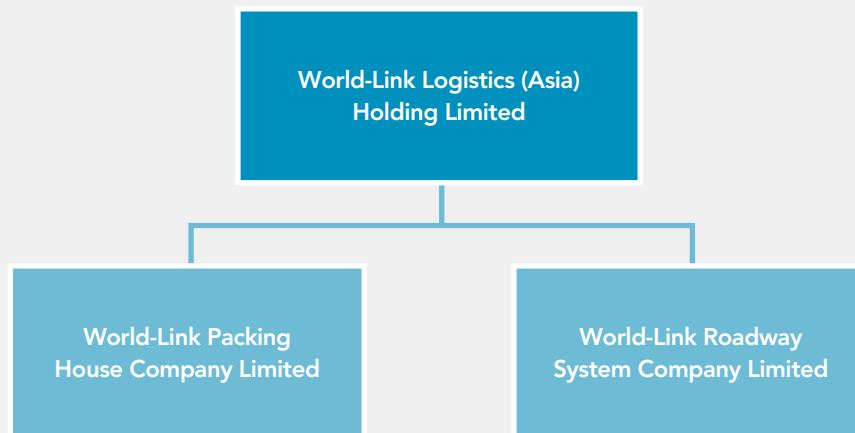 World-Link Logistics (Asia)
Holding Limited
World-Link Packing
House Company Limited
World-Link Roadway
System Company Limited